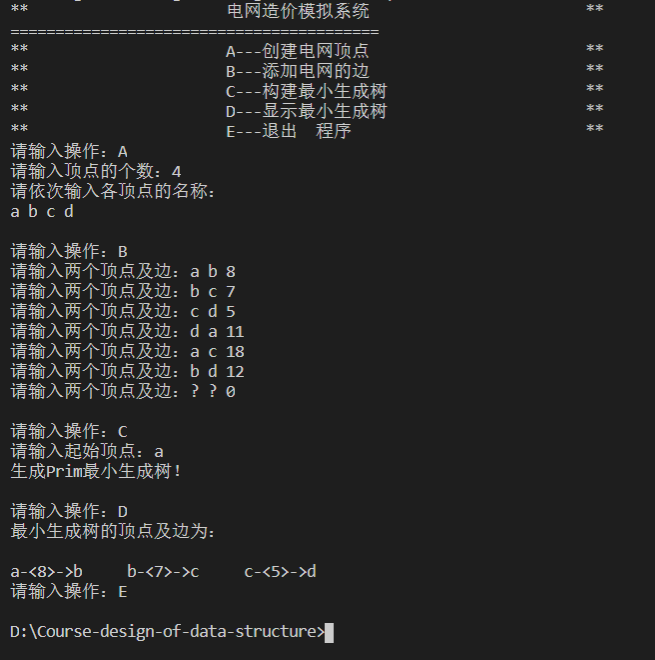 ** 电网造价模拟系统 **
=========================================
** A---创建电网顶点 **
** B---添加电网的边 **
** C---构建最小生成树 **
** D---显示最小生成树 **
** E---退出 程序 **
请输入操作：A
请输入顶点的个数：4
请依次输入各顶点的名称：
a b c d
请输入操作：B
请输入两个顶点及边：a b 8
请输入两个顶点及边：b c 7
请输入两个顶点及边：c d 5
请输入两个顶点及边：d a 11
请输入两个顶点及边：a c 18
请输入两个顶点及边：b d 12
请输入两个顶点及边：? ? 0
请输入操作：C
请输入起始顶点：a
生成Prim最小生成树！
请输入操作：D
最小生成树的顶点及边为：
a-<8>->b b-<7>->c c-<5>->d
请输入操作：E
D:\Course-design-of-data-structure>